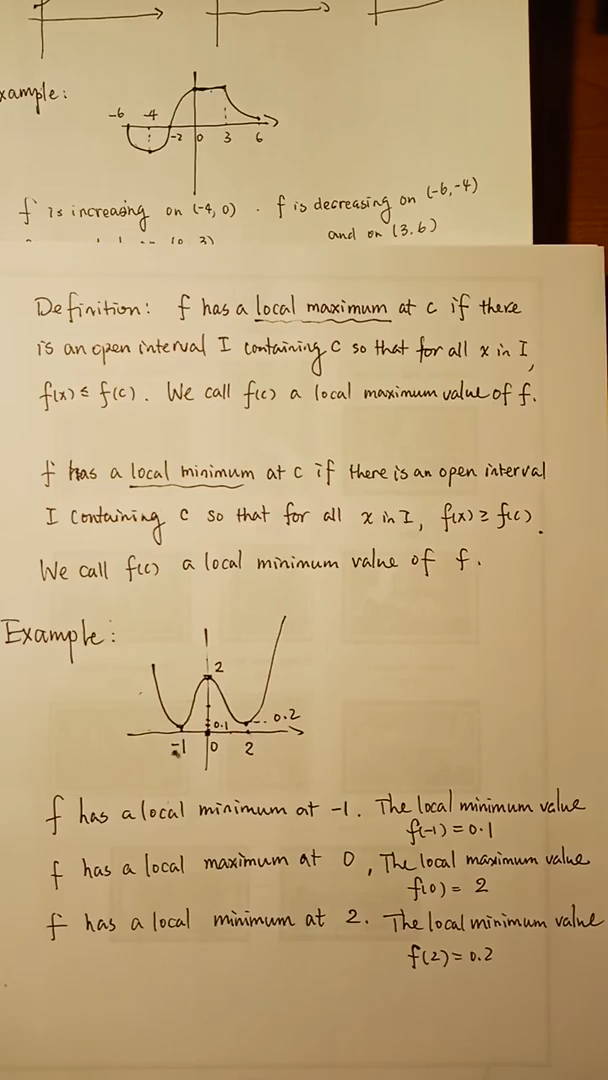 xample:
-6 -4 -2 0 3 6
f is increasing on (-4, 0) . f is decreasing on (-6, -4)
and on (3, 6)
Definition: f has a local maximum at c if there
is an open interval I containing c so that for all x in I,
f(x) ≤ f(c). We call f(c) a local maximum value of f.
f has a local minimum at c if there is an open interval
I containing c so that for all x in I, f(x) ≥ f(c).
We call f(c) a local minimum value of f.
Example:
2
0.1
0.2
-1 0 2
f has a local minimum at -1. The local minimum value
f(-1) = 0.1
f has a local maximum at 0, The local maximum value
f(0) = 2
f has a local minimum at 2. The local minimum value
f(2) = 0.2